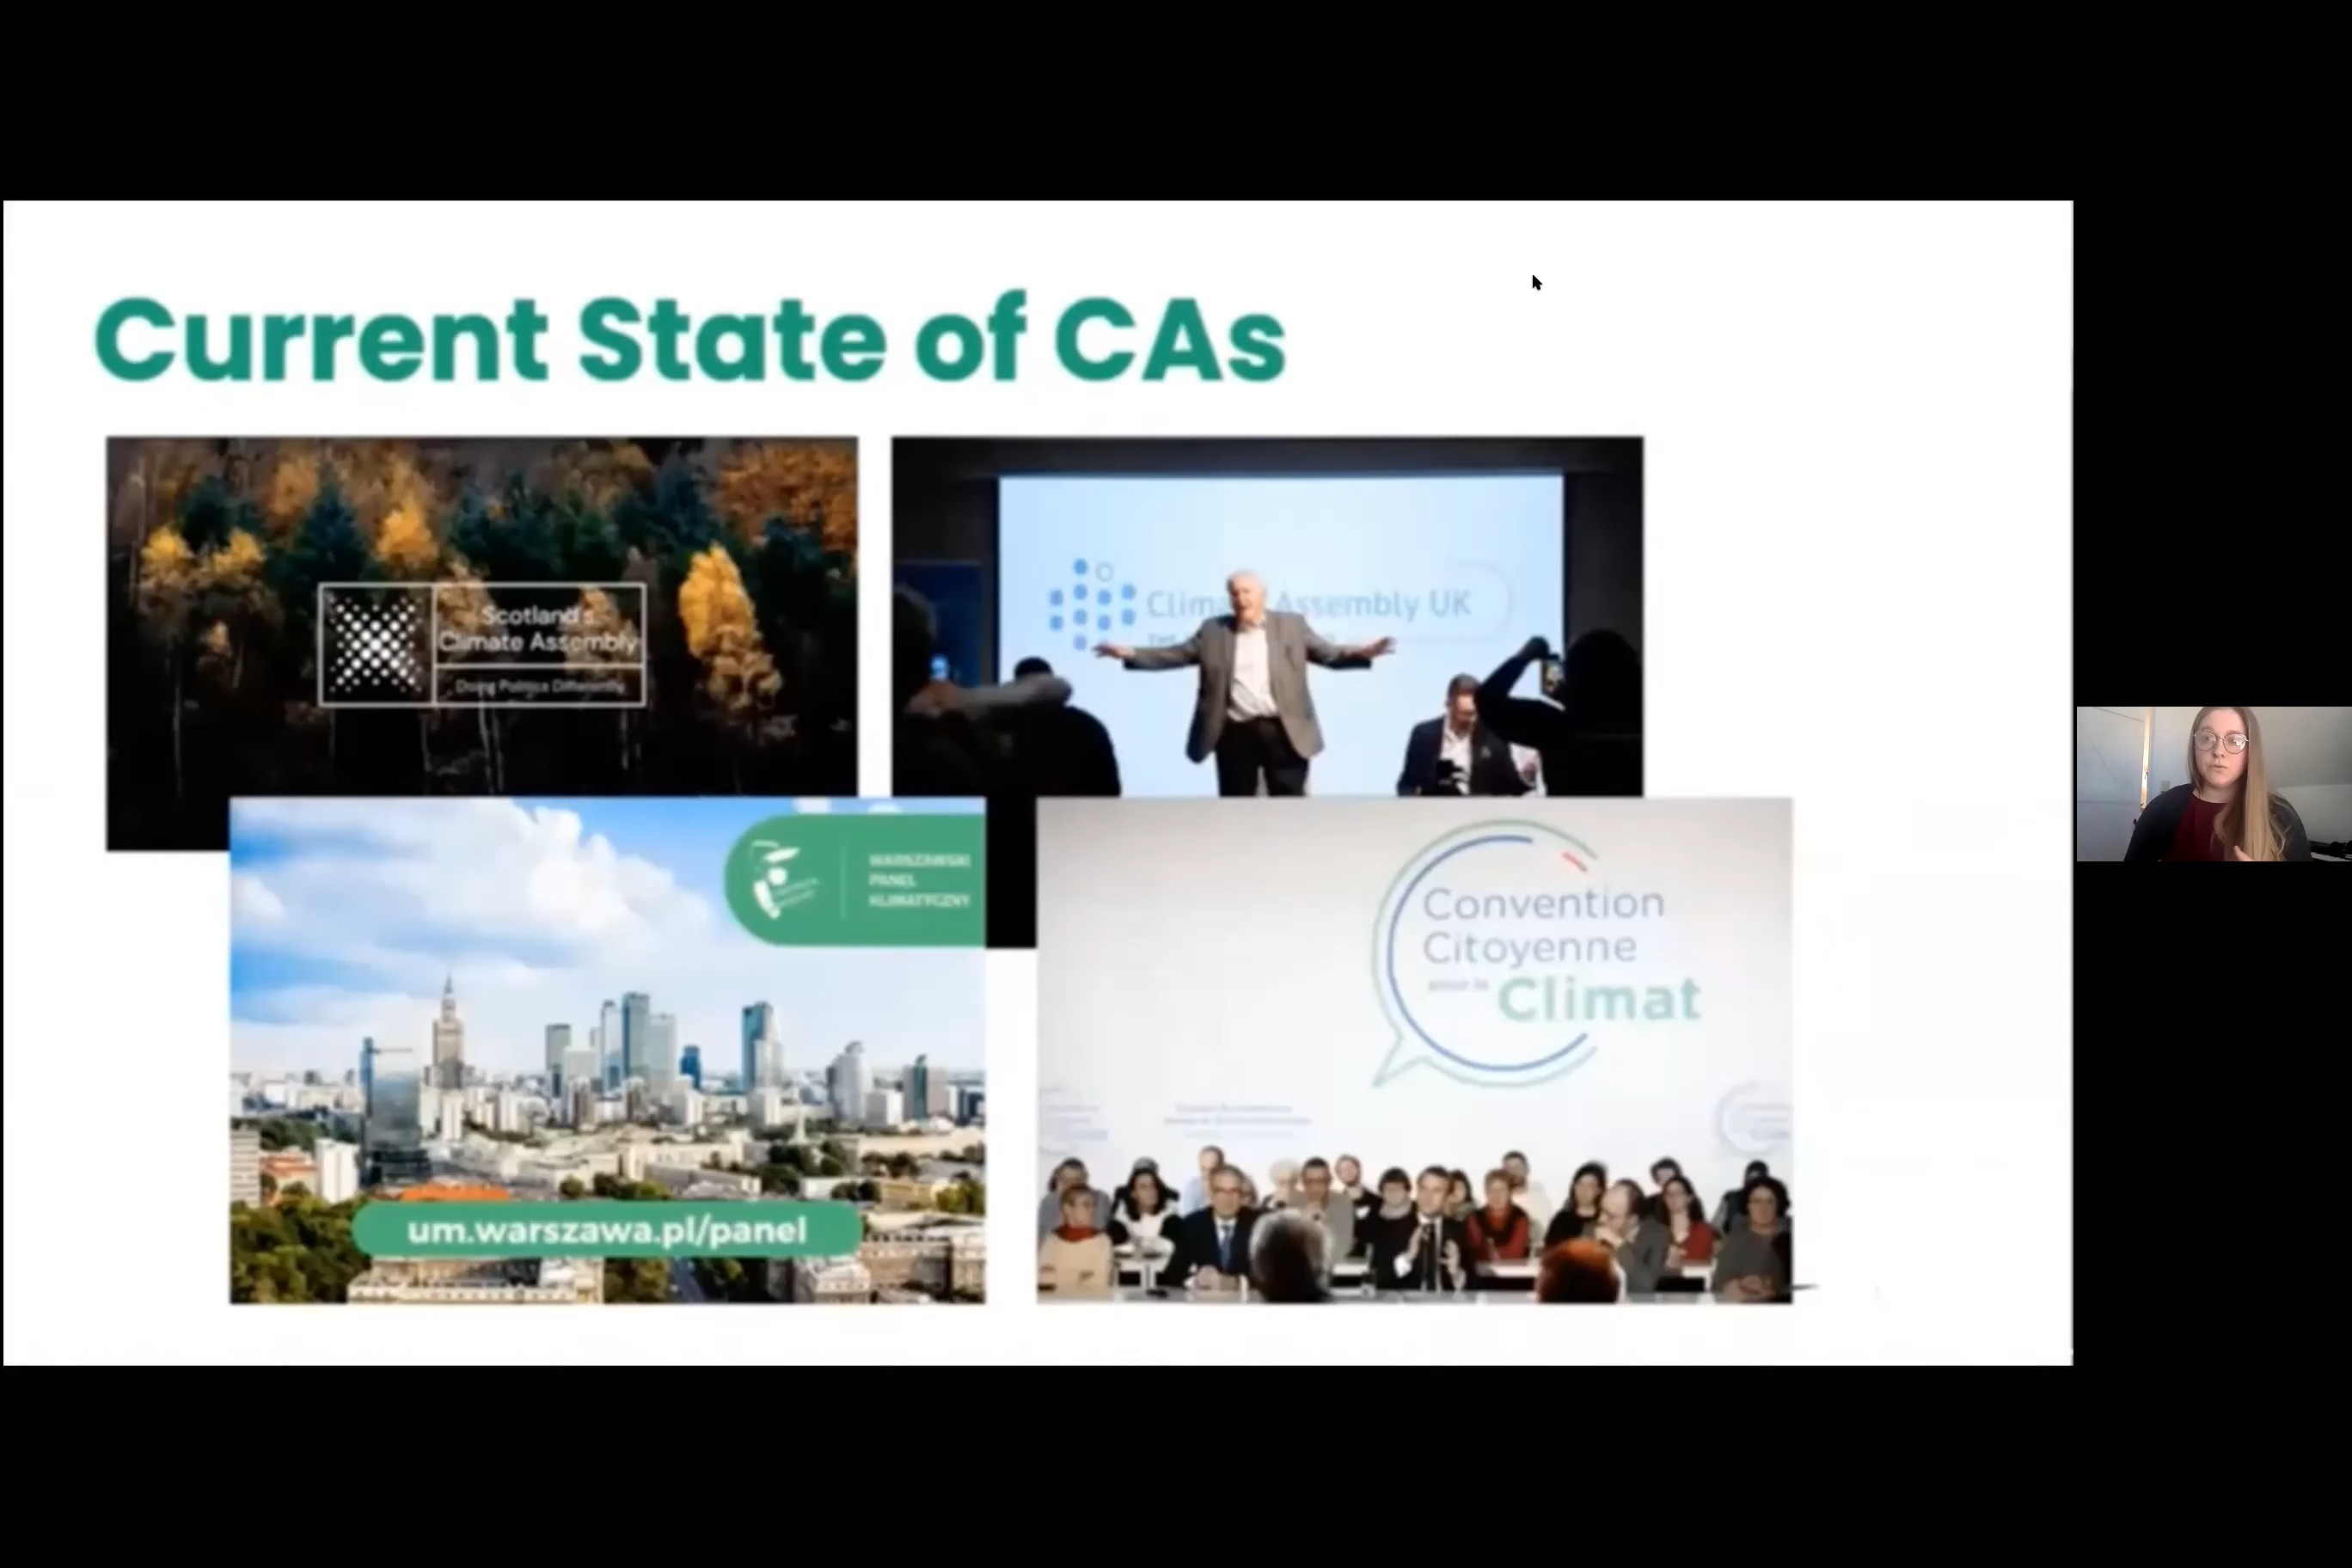 Current State of CAs
Scotland's
Climate Assembly
Doing Politics Differently
Assembly UK
WARSZAWSKI
PANEL
KLIMATYCZNY
um.warszawa.pl/panel
Convention
Citoyenne
pour le
Climat